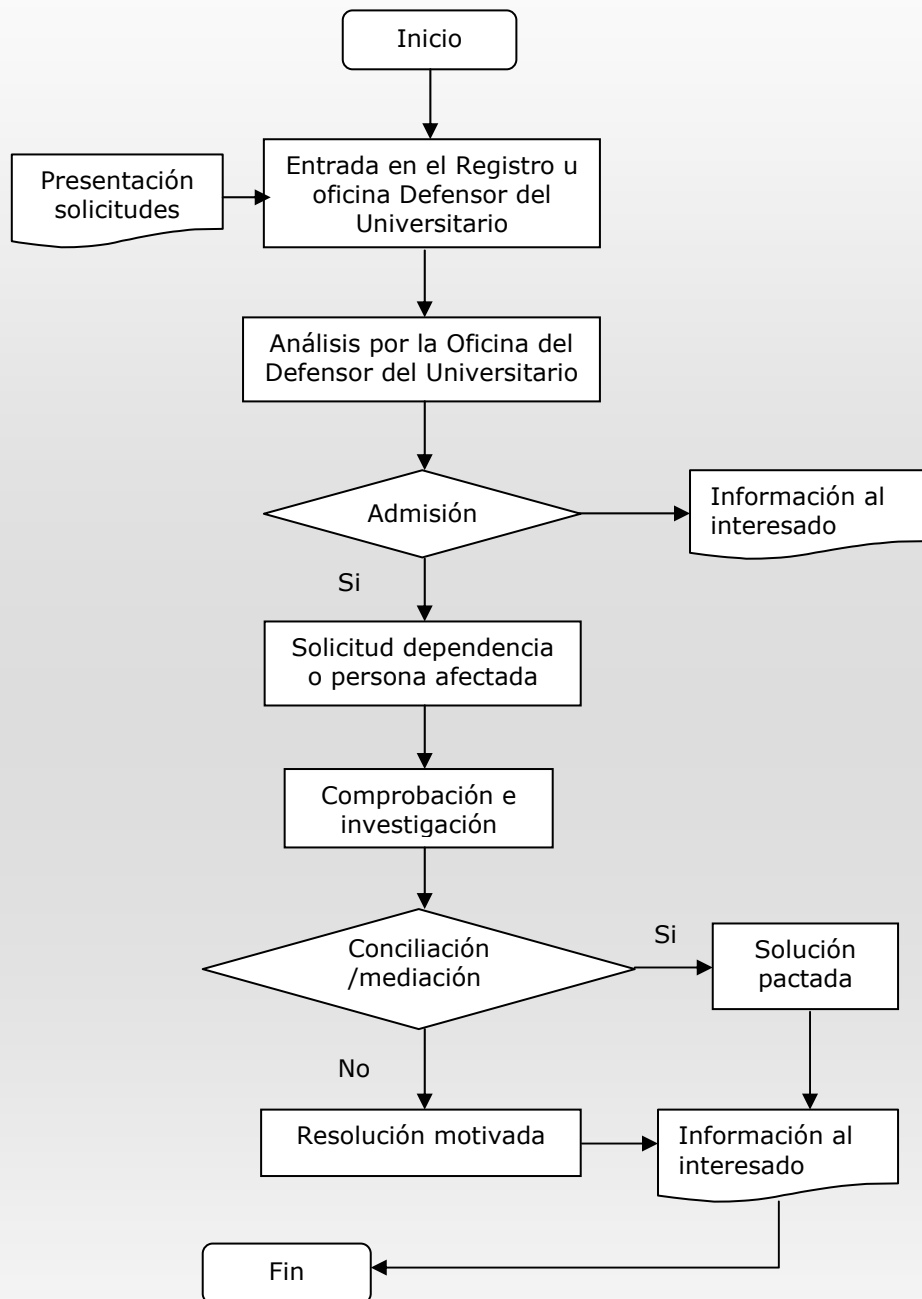 Inicio
Presentación
solicitudes
Entrada en el Registro u
oficina Defensor del
Universitario
Análisis por la Oficina del
Defensor del Universitario
Admisión
Información al
interesado
Si
Solicitud dependencia
o persona afectada
Comprobación e
investigación
Conciliación
/mediación
Si
Solución
pactada
No
Resolución motivada
Información al
interesado
Fin